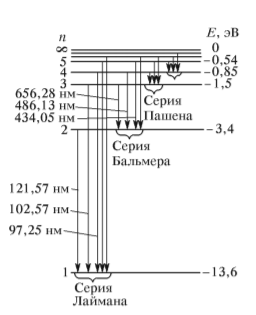 n E, эВ
∞ 0
5 −0,54
4 −0,85
3 −1,5
656,28 нм
486,13 нм
434,05 нм
Серия
Пашена
2 −3,4
Серия
Бальмера
121,57 нм
102,57 нм
97,25 нм
1 −13,6
Серия
Лаймана